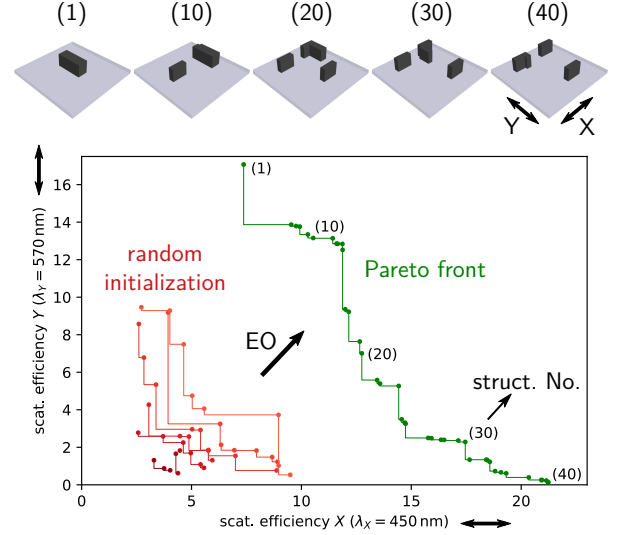 (1) (10) (20) (30) (40)
Y X
16
14
12
10
8
6
4
2
0
0 5 10 15 20
scat. efficiency Y (λY = 570 nm)
scat. efficiency X (λX = 450 nm)
(1)
(10)
random
initialization
Pareto front
EO
(20)
struct. No.
(30)
(40)